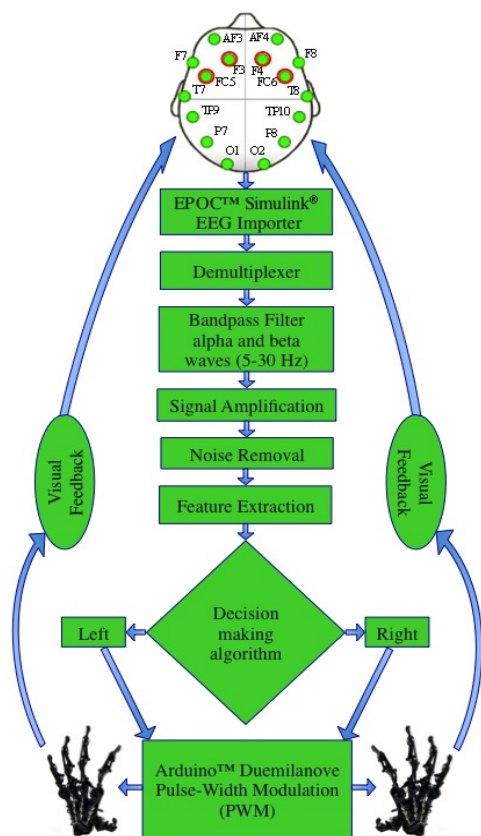 AF3 AF4
F7 F8
F3 F4
FC5 FC6
T7 T8
TP9 TP10
P7 P8
O1 O2
EPOC™ Simulink®
EEG Importer
Demultiplexer
Bandpass Filter
alpha and beta
waves (5-30 Hz)
Signal Amplification
Noise Removal
Feature Extraction
Visual
Feedback
Visual
Feedback
Decision
making
algorithm
Left
Right
Arduino™ Duemilanove
Pulse-Width Modulation
(PWM)